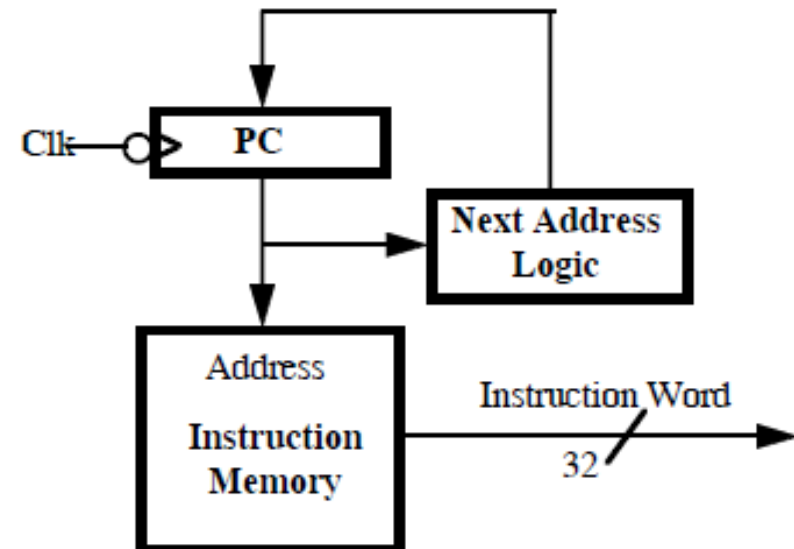 Clk
PC
Next Address
Logic
Address
Instruction
Memory
Instruction Word
32